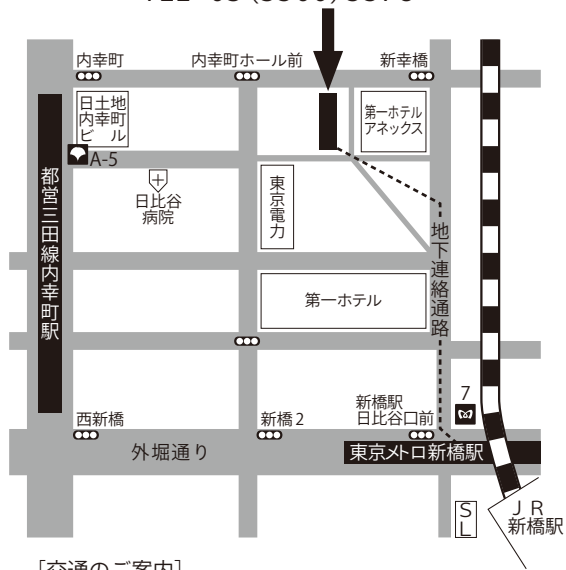 内幸町
内幸町ホール前
新幸橋
日土地
内幸町
ビル
第一ホテル
アネックス
A-5
日比谷
病院
東京電力
都営三田線内幸町駅
地下連絡通路
第一ホテル
7
西新橋
新橋2
新橋駅
日比谷口前
外堀通り
東京メトロ新橋駅
SL
JR
新橋駅